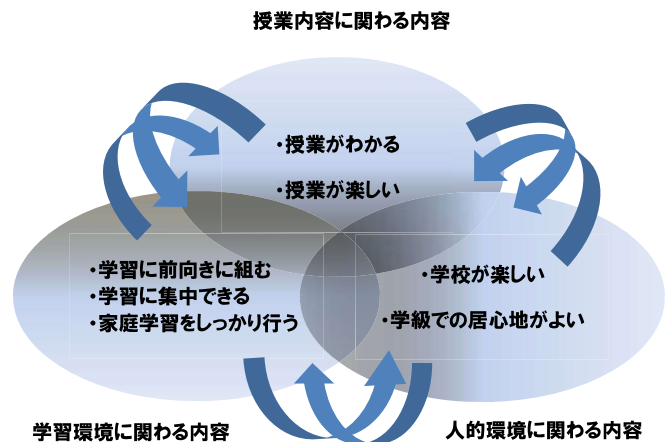 授業内容に関わる内容
・授業がわかる
・授業が楽しい
・学習に前向きに組む
・学習に集中できる
・家庭学習をしっかり行う
・学校が楽しい
・学級での居心地がよい
学習環境に関わる内容
人的環境に関わる内容